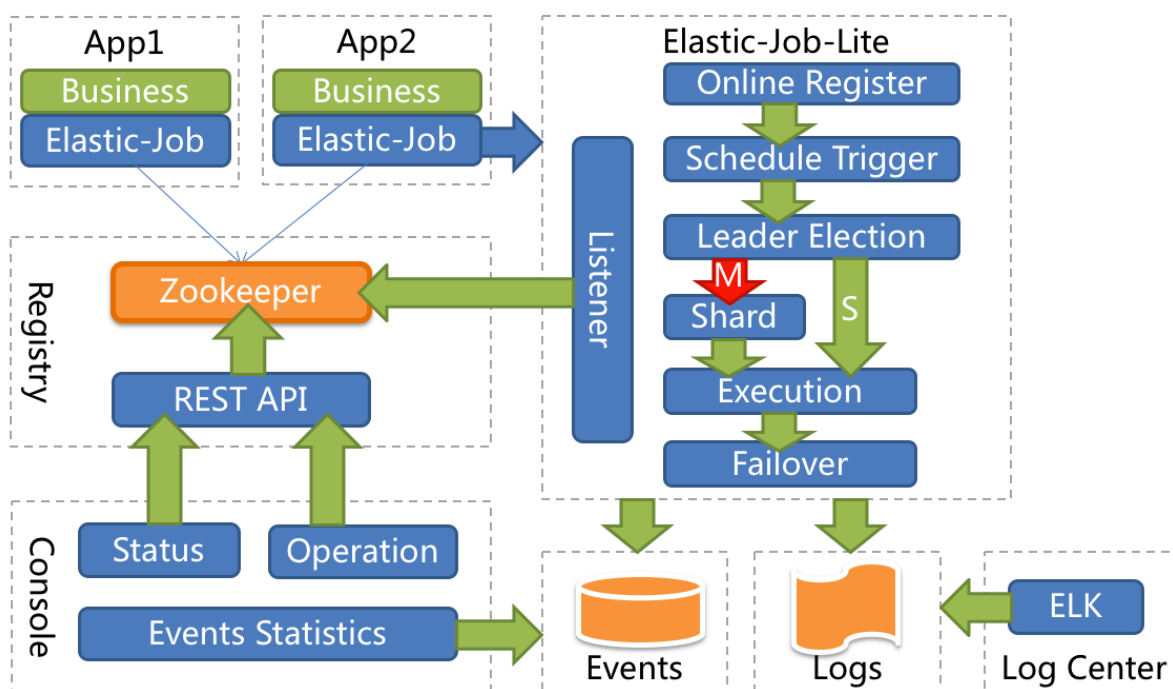 App1
Business
Elastic-Job
App2
Business
Elastic-Job
Elastic-Job-Lite
Online Register
Schedule Trigger
Leader Election
M
S
Shard
Execution
Failover
Listener
Registry
Zookeeper
REST API
Console
Status
Operation
Events Statistics
Events
Logs
ELK
Log Center